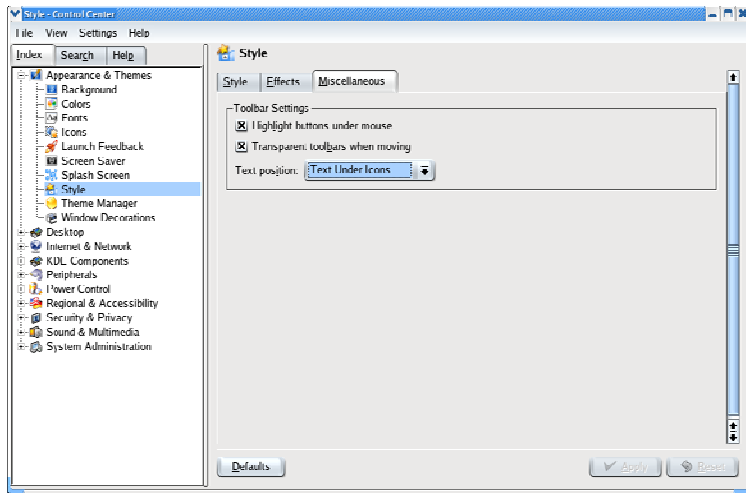 Style - Control Center
File View Settings Help
Index Search Help
Appearance & Themes
Background
Colors
Fonts
Icons
Launch Feedback
Screen Saver
Splash Screen
Style
Theme Manager
Window Decorations
Desktop
Internet & Network
KDE Components
Peripherals
Power Control
Regional & Accessibility
Security & Privacy
Sound & Multimedia
System Administration
Style
Style Effects Miscellaneous
Toolbar Settings
Highlight buttons under mouse
Transparent toolbars when moving
Text position: Text Under Icons
Defaults Apply Reset